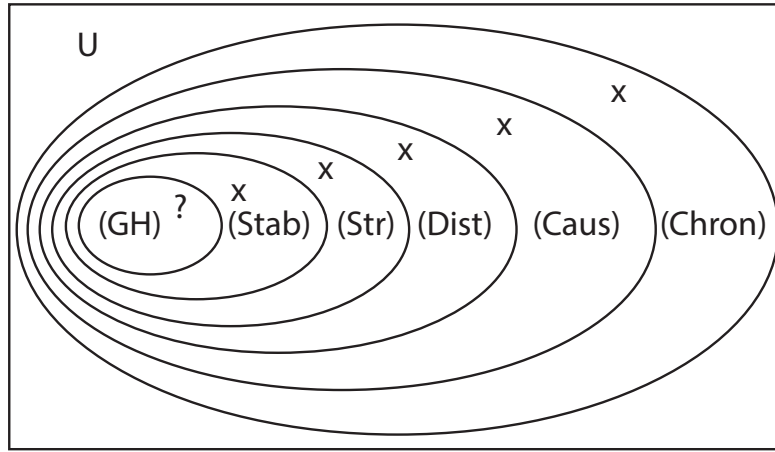 U
x
x
x
x
x
?
(GH) (Stab) (Str) (Dist) (Caus) (Chron)